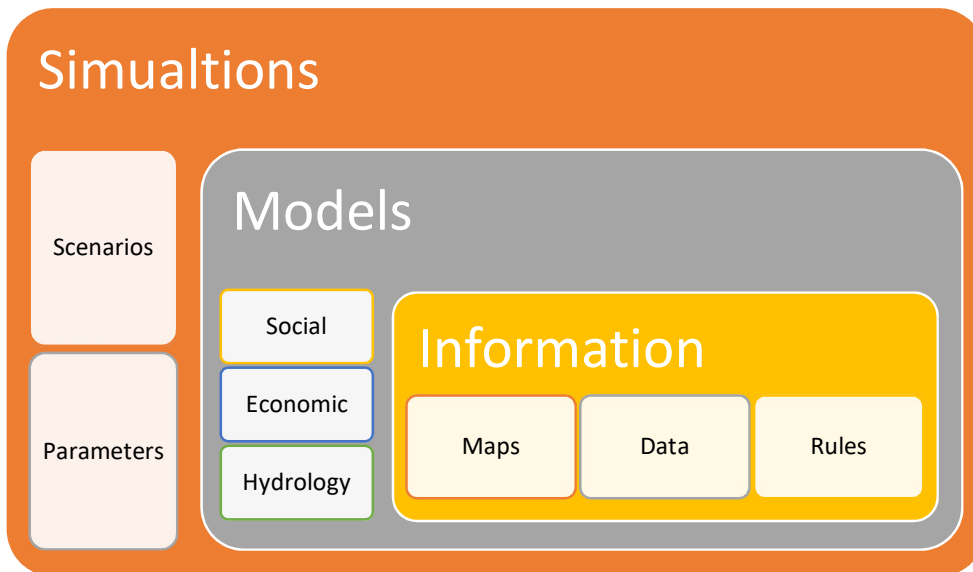 Simualtions
Scenarios
Parameters
Models
Social
Economic
Hydrology
Information
Maps
Data
Rules